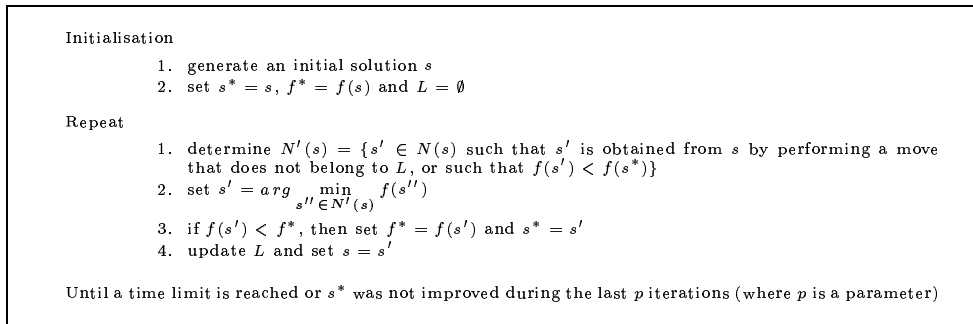 Initialisation
1. generate an initial solution s
2. set s* = s, f* = f(s) and L = ∅
Repeat
1. determine N'(s) = {s' ∈ N(s) such that s' is obtained from s by performing a move
that does not belong to L, or such that f(s') < f(s*)}
2. set s' = arg min f(s'')
s'' ∈ N'(s)
3. if f(s') < f*, then set f* = f(s') and s* = s'
4. update L and set s = s'
Until a time limit is reached or s* was not improved during the last p iterations (where p is a parameter)